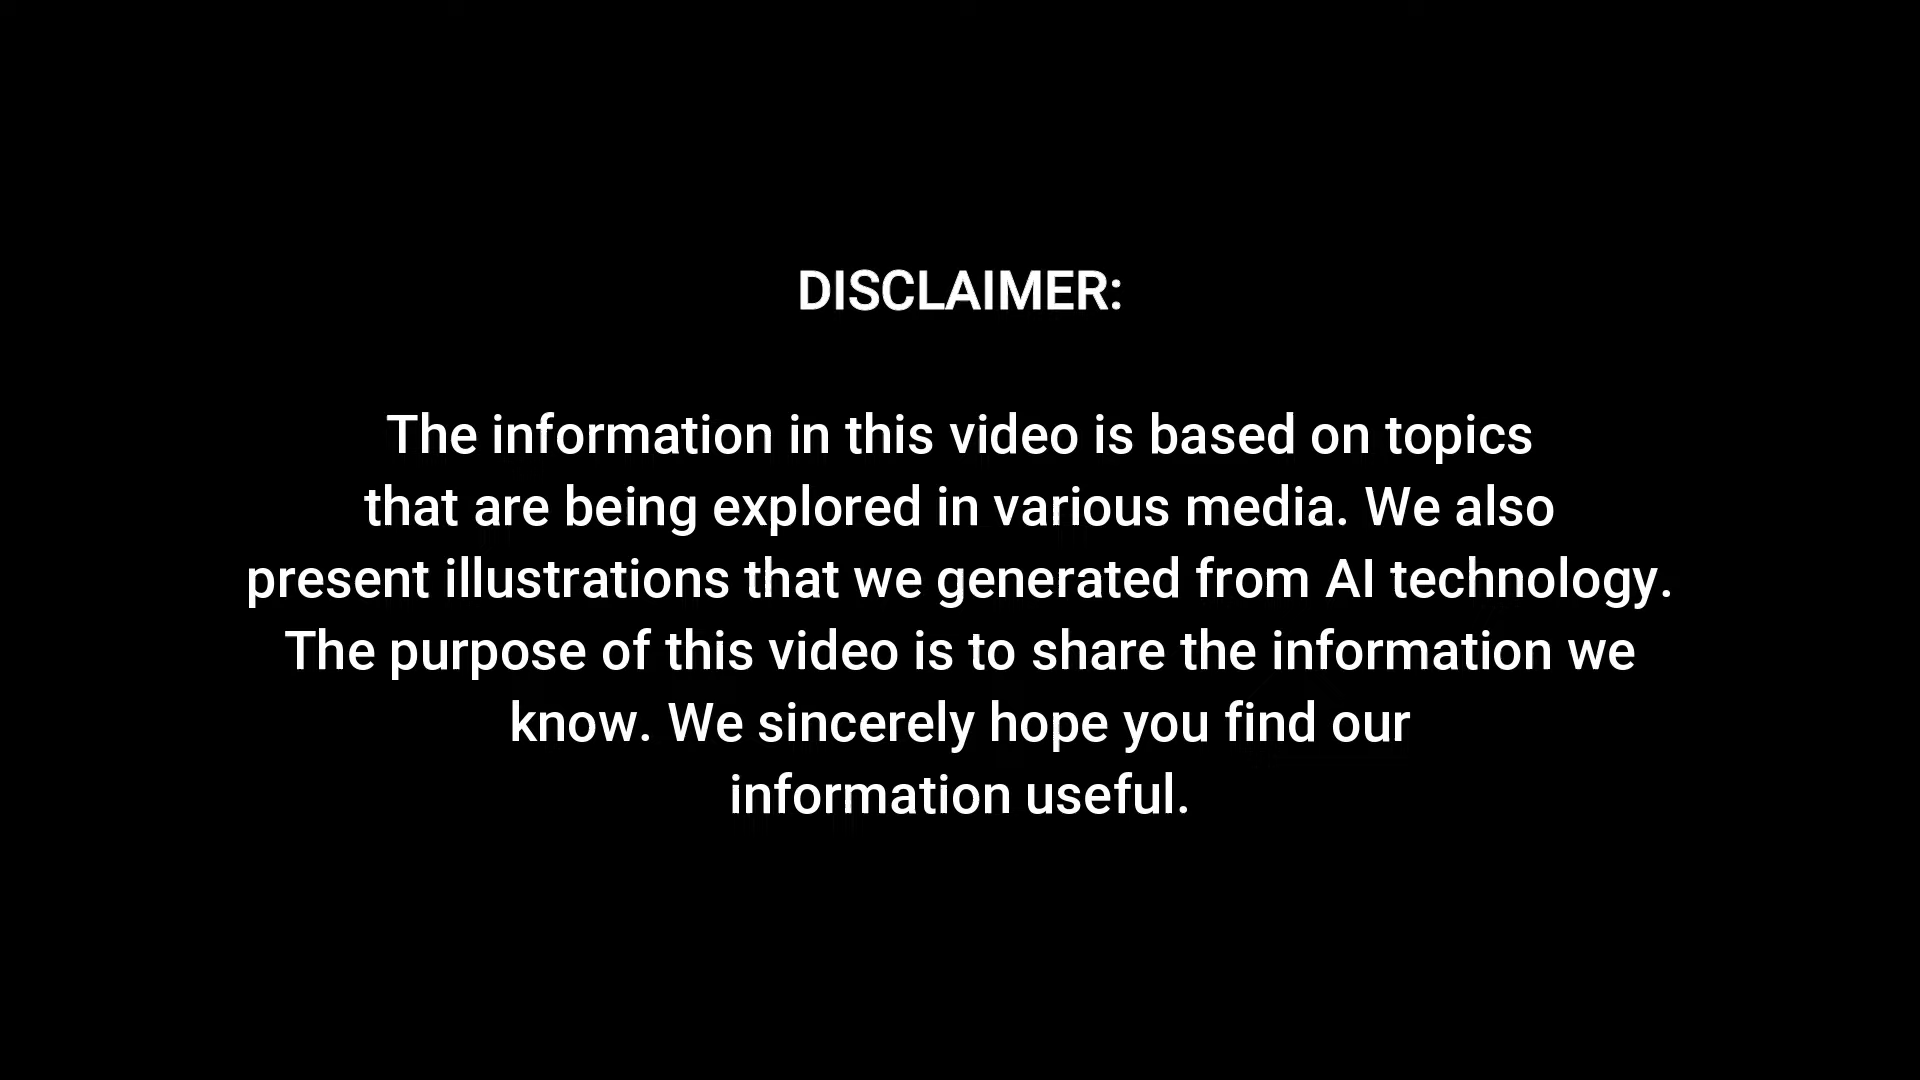 DISCLAIMER:
The information in this video is based on topics
that are being explored in various media. We also
present illustrations that we generated from AI technology.
The purpose of this video is to share the information we
know. We sincerely hope you find our
information useful.